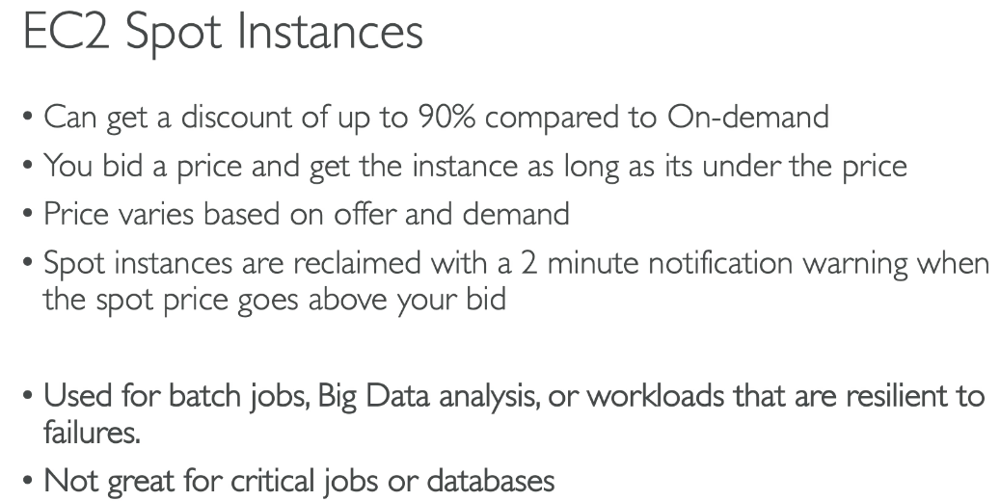 EC2 Spot Instances
• Can get a discount of up to 90% compared to On-demand
• You bid a price and get the instance as long as its under the price
• Price varies based on offer and demand
• Spot instances are reclaimed with a 2 minute notification warning when
the spot price goes above your bid
• Used for batch jobs, Big Data analysis, or workloads that are resilient to
failures.
• Not great for critical jobs or databases